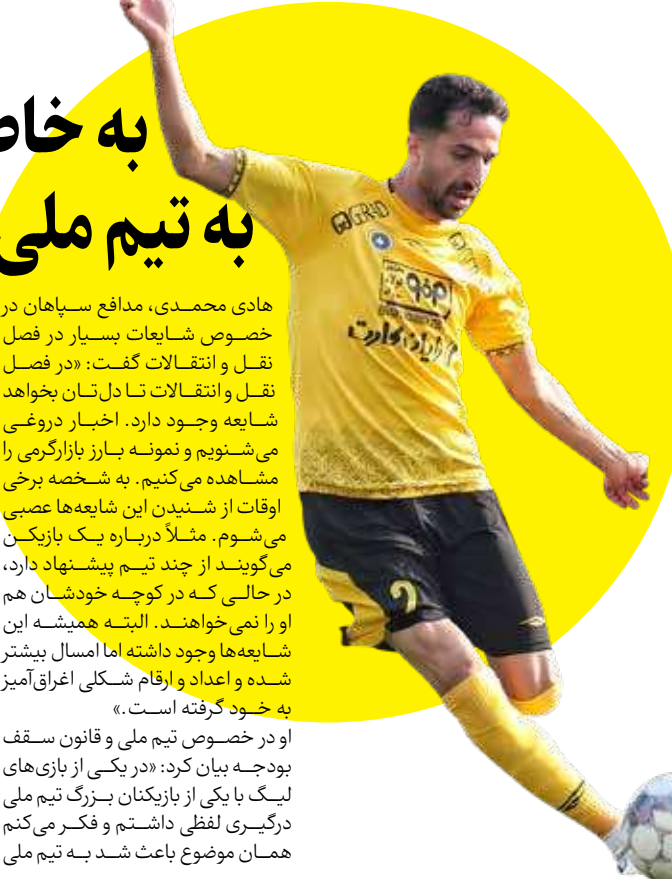 به
به تیم ملی
هادی محمدی، مدافع سپاهان در
خصوص شایعات بسیار در فصل
نقل و انتقالات گفت: «در فصل
نقل و انتقالات تا دل‌تان بخواهد
شایعه وجود دارد. اخبار دروغی
می‌شنویم و نمونه بارز بازارگرمی را
مشاهده می‌کنیم. به شخصه برخی
اوقات از شنیدن این شایعه‌ها عصبی
می‌شوم. مثلاً درباره یک بازیکن
می‌گویند از چند تیم پیشنهاد دارد،
در حالی که در کوچه خودشان هم
او را نمی‌خواهند. البته همیشه این
شایعه‌ها وجود داشته اما امسال بیشتر
شده و اعداد و ارقام شکلی اغراق‌آمیز
به خود گرفته است.»
او در خصوص تیم ملی و قانون سقف
بودجه بیان کرد: «در یکی از بازی‌های
لیگ با یکی از بازیکنان بزرگ تیم ملی
درگیری لفظی داشتم و فکر می‌کنم
همان موضوع باعث شد به تیم ملی
GRAD
رایان کارت
2